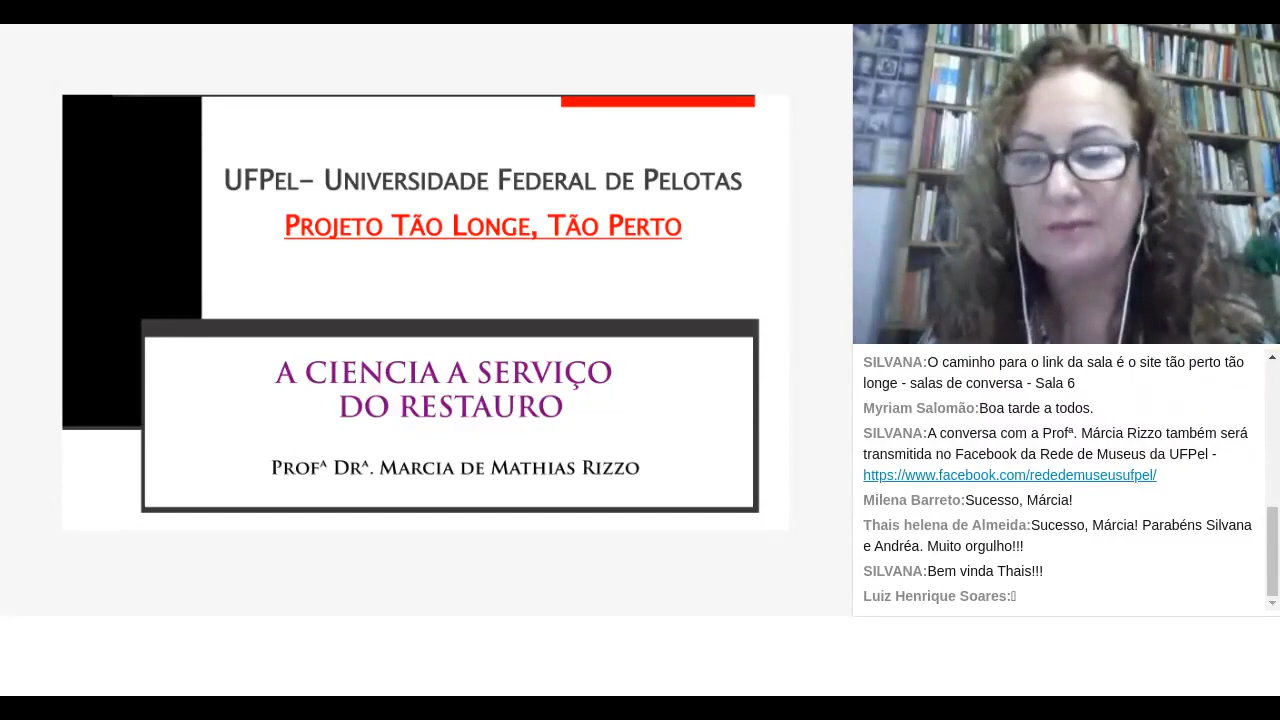 UFPEL– UNIVERSIDADE FEDERAL DE PELOTAS
PROJETO TÃO LONGE, TÃO PERTO
A CIENCIA A SERVIÇO
DO RESTAURO
PROFᴬ DRᴬ. MARCIA DE MATHIAS RIZZO
SILVANA:O caminho para o link da sala é o site tão perto tão
longe - salas de conversa - Sala 6
Myriam Salomão:Boa tarde a todos.
SILVANA:A conversa com a Profª. Márcia Rizzo também será
transmitida no Facebook da Rede de Museus da UFPel -
https://www.facebook.com/rededemuseusufpel/
Milena Barreto:Sucesso, Márcia!
Thais helena de Almeida:Sucesso, Márcia! Parabéns Silvana
e Andréa. Muito orgulho!!!
SILVANA:Bem vinda Thais!!!
Luiz Henrique Soares: